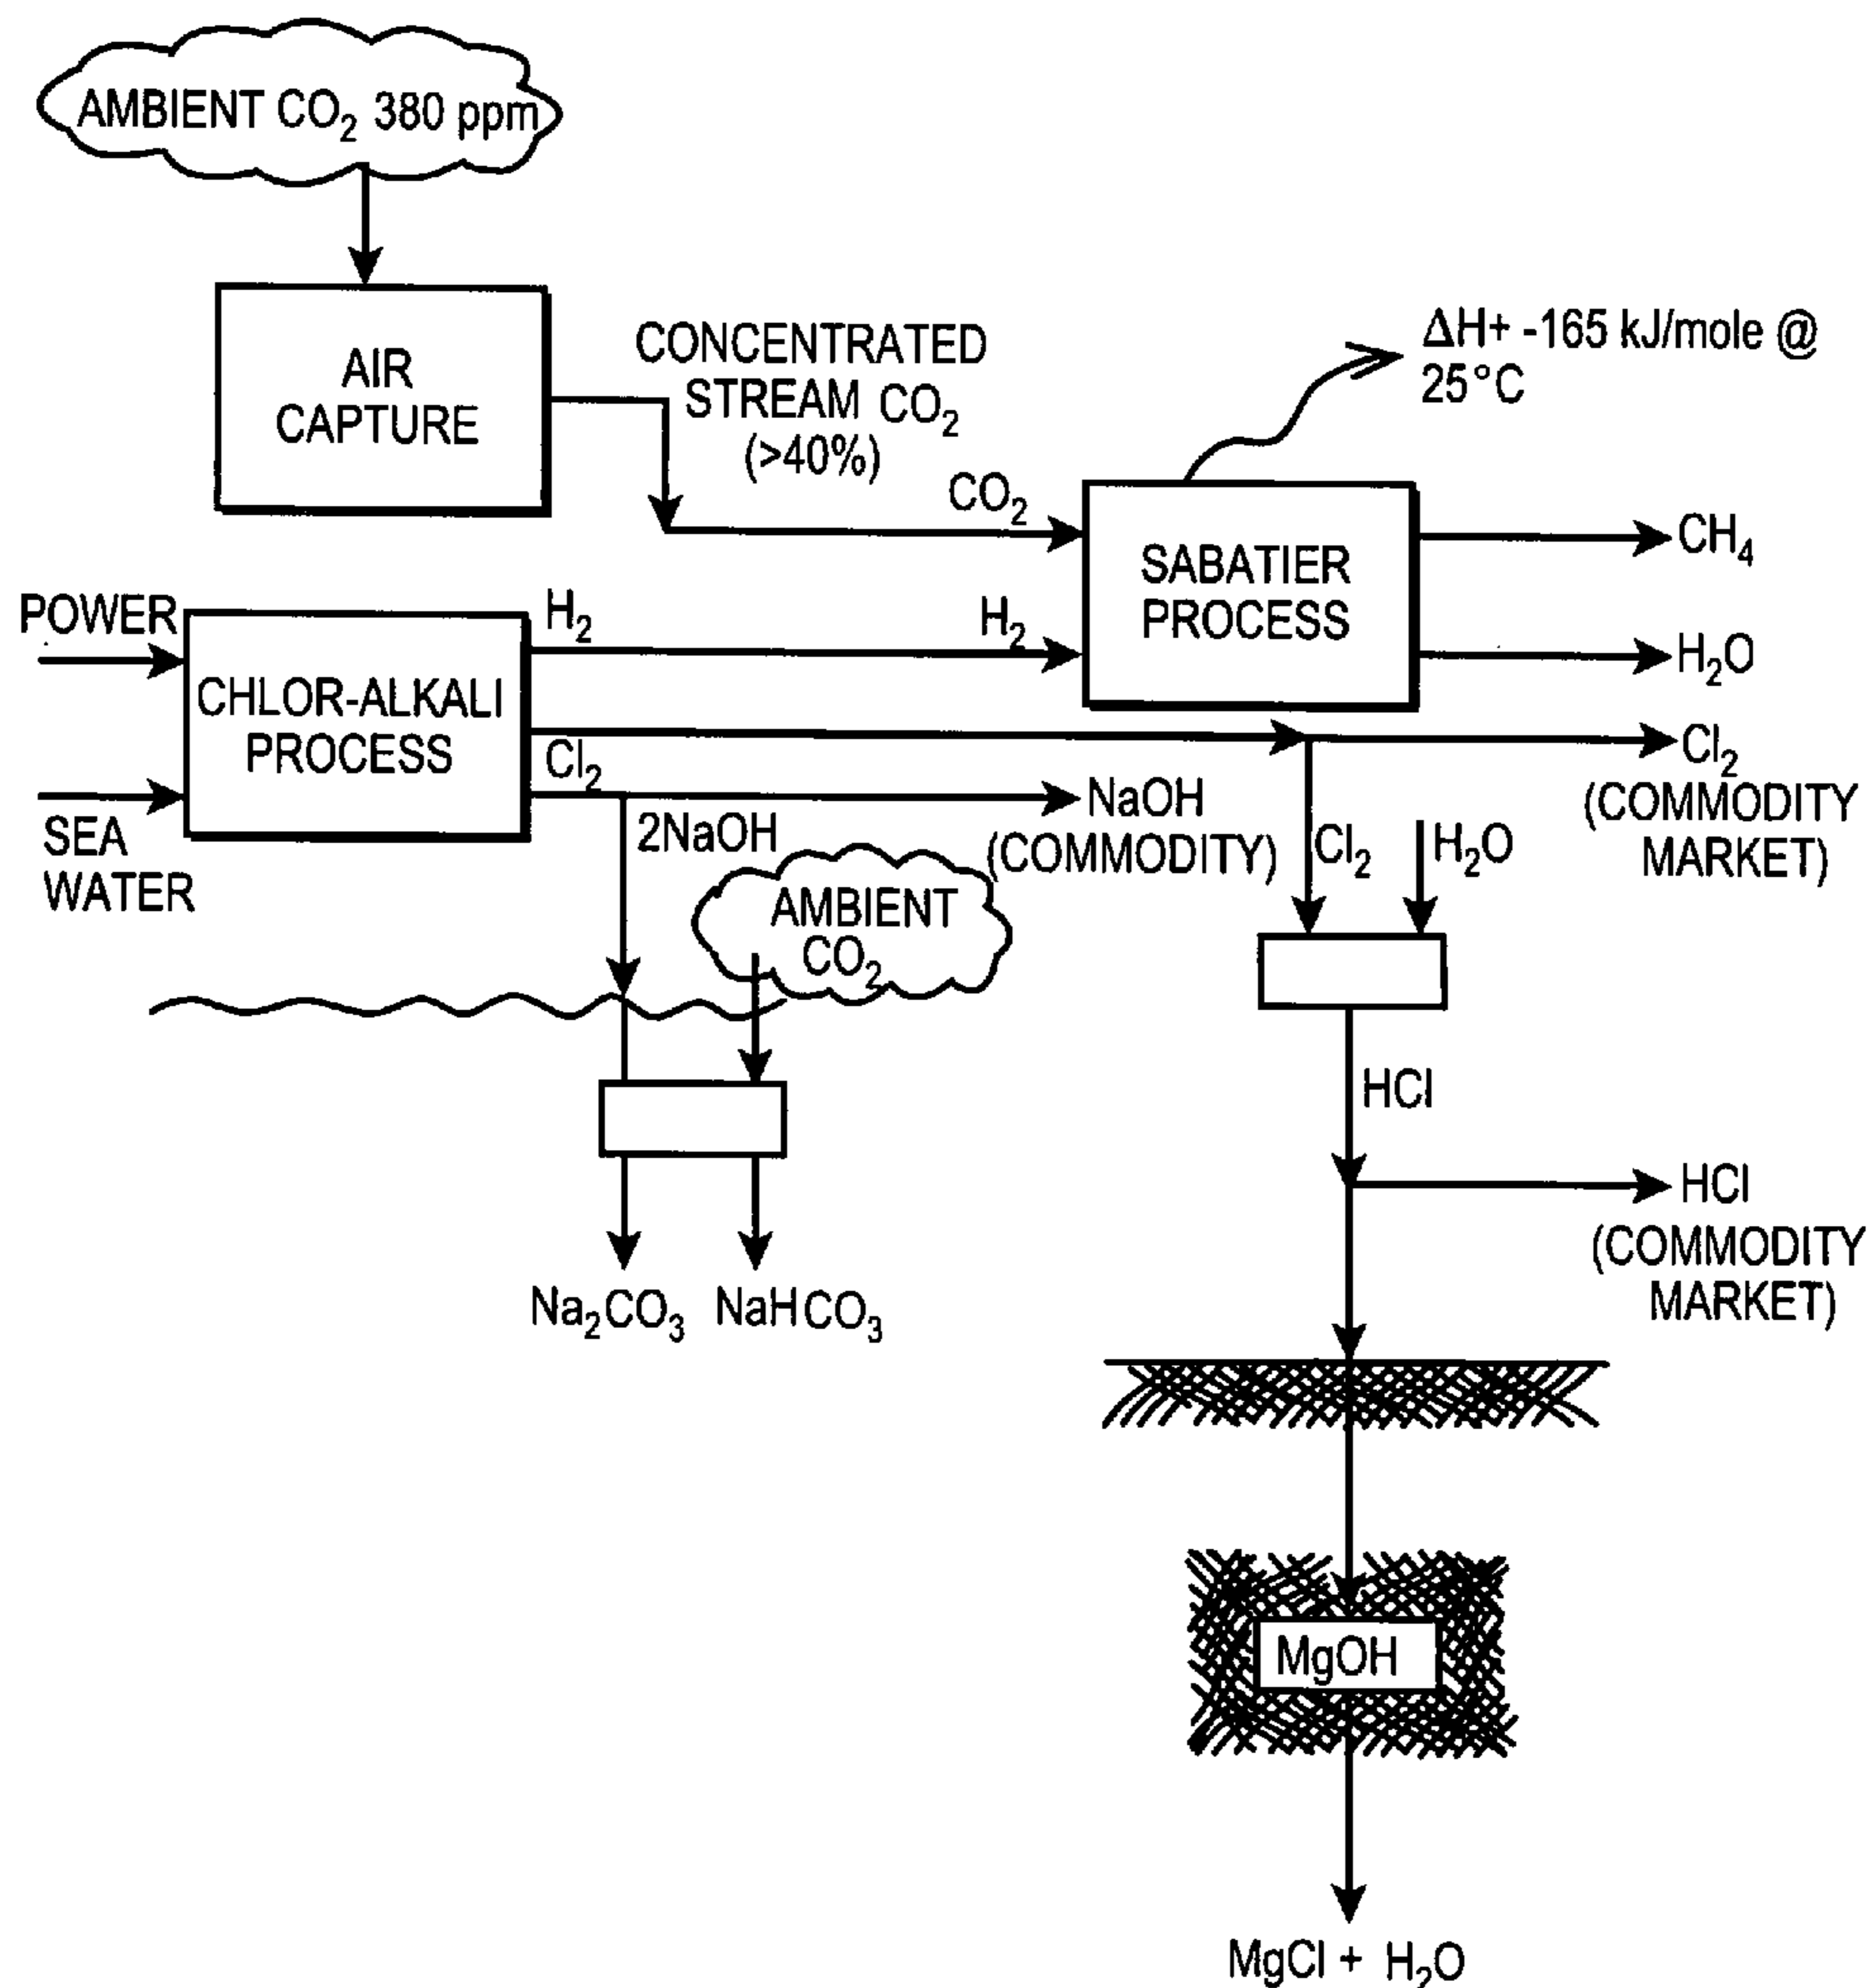 AMBIENT CO₂ 380 ppm
AIR
CAPTURE
CONCENTRATED
STREAM CO₂
(>40%)
ΔH+ -165 kJ/mole @
25°C
CO₂
SABATIER
PROCESS
CH₄
H₂O
POWER
SEA
WATER
CHLOR-ALKALI
PROCESS
H₂
H₂
Cl₂
Cl₂
(COMMODITY
MARKET)
2NaOH
NaOH
(COMMODITY)
AMBIENT
CO₂
Cl₂
H₂O
HCl
HCl
(COMMODITY
MARKET)
Na₂CO₃
NaHCO₃
MgOH
MgCl + H₂O